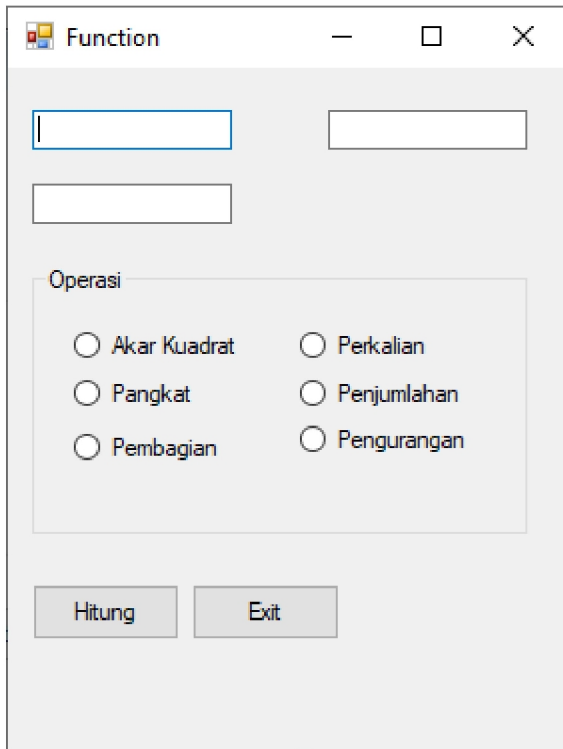 Function
Operasi
Akar Kuadrat
Perkalian
Pangkat
Penjumlahan
Pembagian
Pengurangan
Hitung
Exit